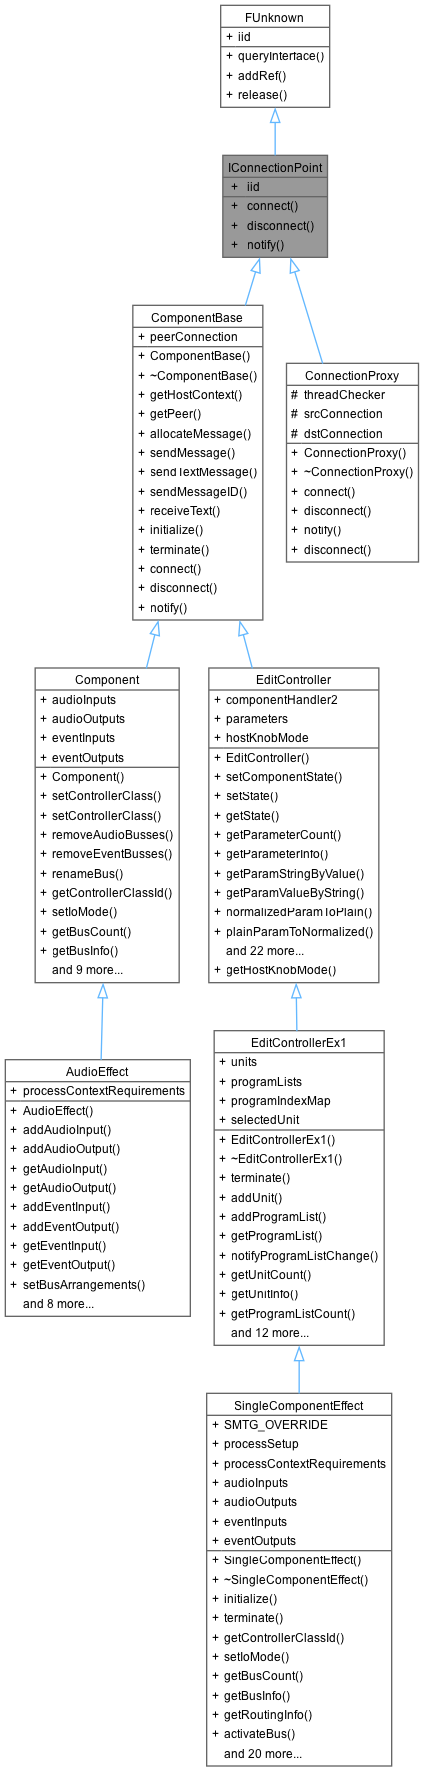 FUnknown
+ iid
+ queryInterface()
+ addRef()
+ release()
IConnectionPoint
+ iid
+ connect()
+ disconnect()
+ notify()
ComponentBase
+ peerConnection
+ ComponentBase()
+ ~ComponentBase()
+ getHostContext()
+ getPeer()
+ allocateMessage()
+ sendMessage()
+ sendTextMessage()
+ sendMessageID()
+ receiveText()
+ initialize()
+ terminate()
+ connect()
+ disconnect()
+ notify()
ConnectionProxy
# threadChecker
# srcConnection
# dstConnection
+ ConnectionProxy()
+ ~ConnectionProxy()
+ connect()
+ disconnect()
+ notify()
+ disconnect()
Component
+ audioInputs
+ audioOutputs
+ eventInputs
+ eventOutputs
+ Component()
+ setControllerClass()
+ setControllerClass()
+ removeAudioBusses()
+ removeEventBusses()
+ renameBus()
+ getControllerClassId()
+ setIoMode()
+ getBusCount()
+ getBusInfo()
and 9 more...
EditController
+ componentHandler2
+ parameters
+ hostKnobMode
+ EditController()
+ setComponentState()
+ setState()
+ getState()
+ getParameterCount()
+ getParameterInfo()
+ getParamStringByValue()
+ getParamValueByString()
+ normalizedParamToPlain()
+ plainParamToNormalized()
and 22 more...
+ getHostKnobMode()
AudioEffect
+ processContextRequirements
+ AudioEffect()
+ addAudioInput()
+ addAudioOutput()
+ getAudioInput()
+ getAudioOutput()
+ addEventInput()
+ addEventOutput()
+ getEventInput()
+ getEventOutput()
+ setBusArrangements()
and 8 more...
EditControllerEx1
+ units
+ programLists
+ programIndexMap
+ selectedUnit
+ EditControllerEx1()
+ ~EditControllerEx1()
+ terminate()
+ addUnit()
+ addProgramList()
+ getProgramList()
+ notifyProgramListChange()
+ getUnitCount()
+ getUnitInfo()
+ getProgramListCount()
and 12 more...
SingleComponentEffect
+ SMTG_OVERRIDE
+ processSetup
+ processContextRequirements
+ audioInputs
+ audioOutputs
+ eventInputs
+ eventOutputs
+ SingleComponentEffect()
+ ~SingleComponentEffect()
+ initialize()
+ terminate()
+ getControllerClassId()
+ setIoMode()
+ getBusCount()
+ getBusInfo()
+ getRoutingInfo()
+ activateBus()
and 20 more...